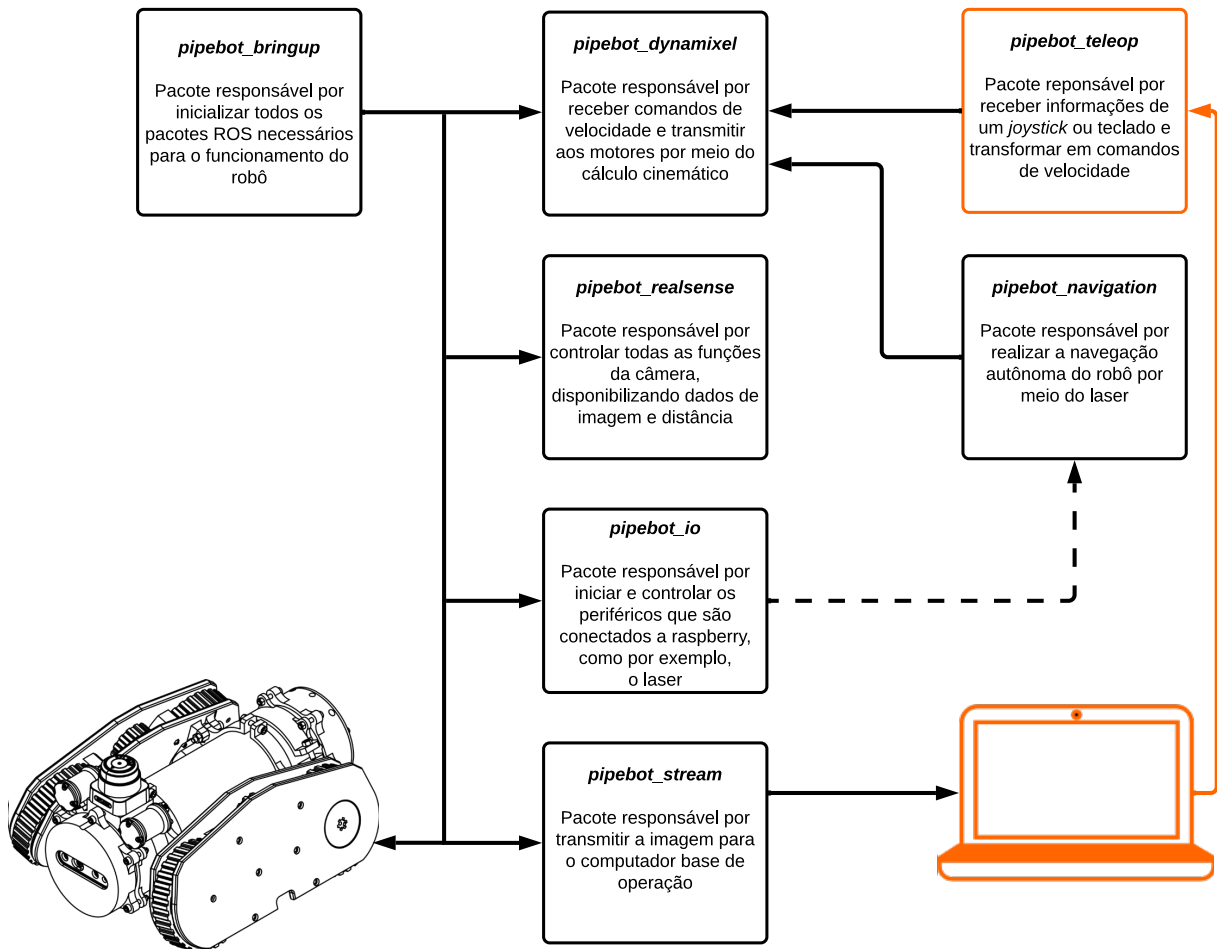 pipebot_bringup
Pacote responsável por
inicializar todos os
pacotes ROS necessários
para o funcionamento do
robô
pipebot_dynamixel
Pacote responsável por
receber comandos de
velocidade e transmitir
aos motores por meio do
cálculo cinemático
pipebot_teleop
Pacote reponsável por
receber informações de
um joystick ou teclado e
transformar em comandos
de velocidade
pipebot_realsense
Pacote responsável por
controlar todas as funções
da câmera,
disponibilizando dados de
imagem e distância
pipebot_navigation
Pacote responsável por
realizar a navegação
autônoma do robô por
meio do laser
pipebot_io
Pacote responsável por
iniciar e controlar os
periféricos que são
conectados a raspberry,
como por exemplo,
o laser
pipebot_stream
Pacote responsável por
transmitir a imagem para
o computador base de
operação